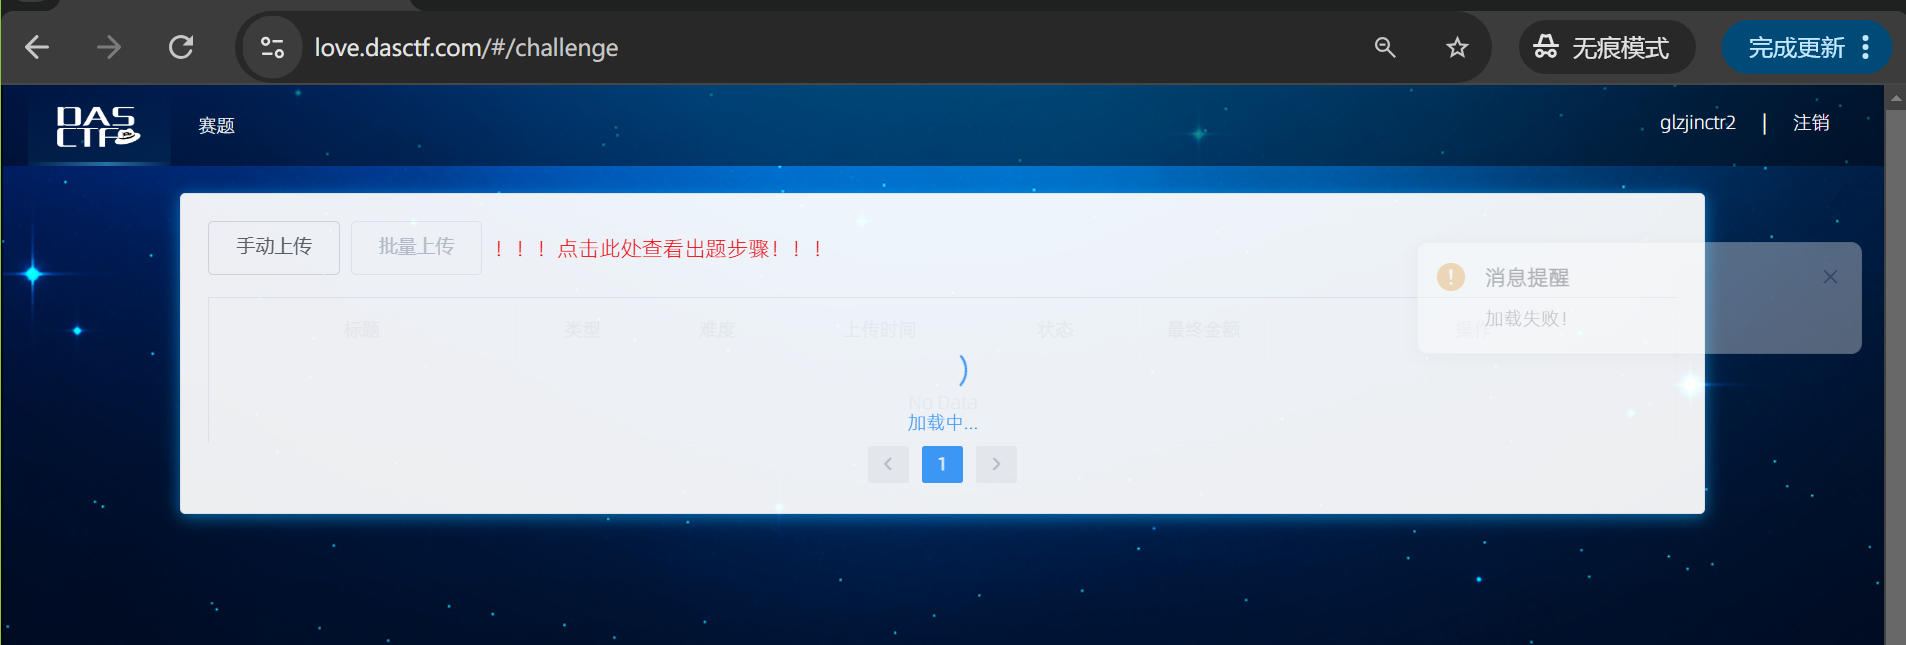 love.dasctf.com/#/challenge
无痕模式
完成更新
DAS
CTF
赛题
glzjinctr2 | 注销
手动上传
批量上传
！！！点击此处查看出题步骤！！！
消息提醒
加载失败！
标题 类型 难度 上传时间 状态 最终金额 操作
No Data
加载中...
1